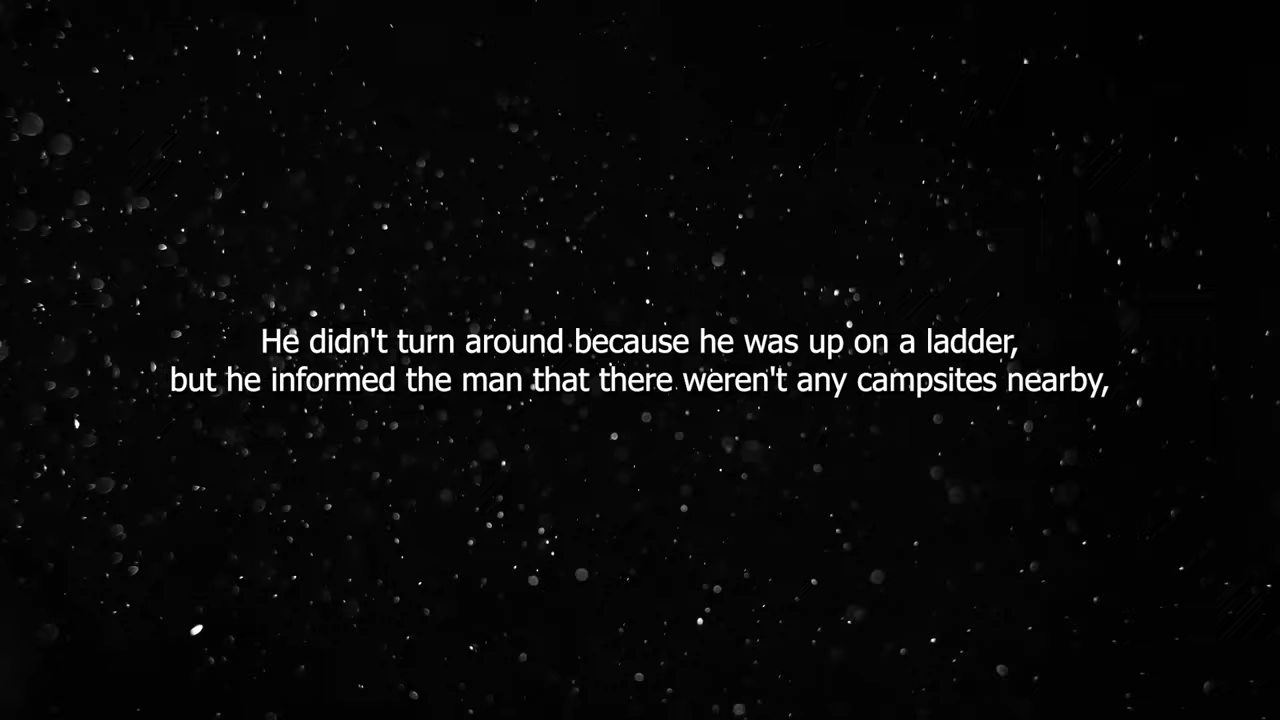 He didn't turn around because he was up on a ladder,
but he informed the man that there weren't any campsites nearby,